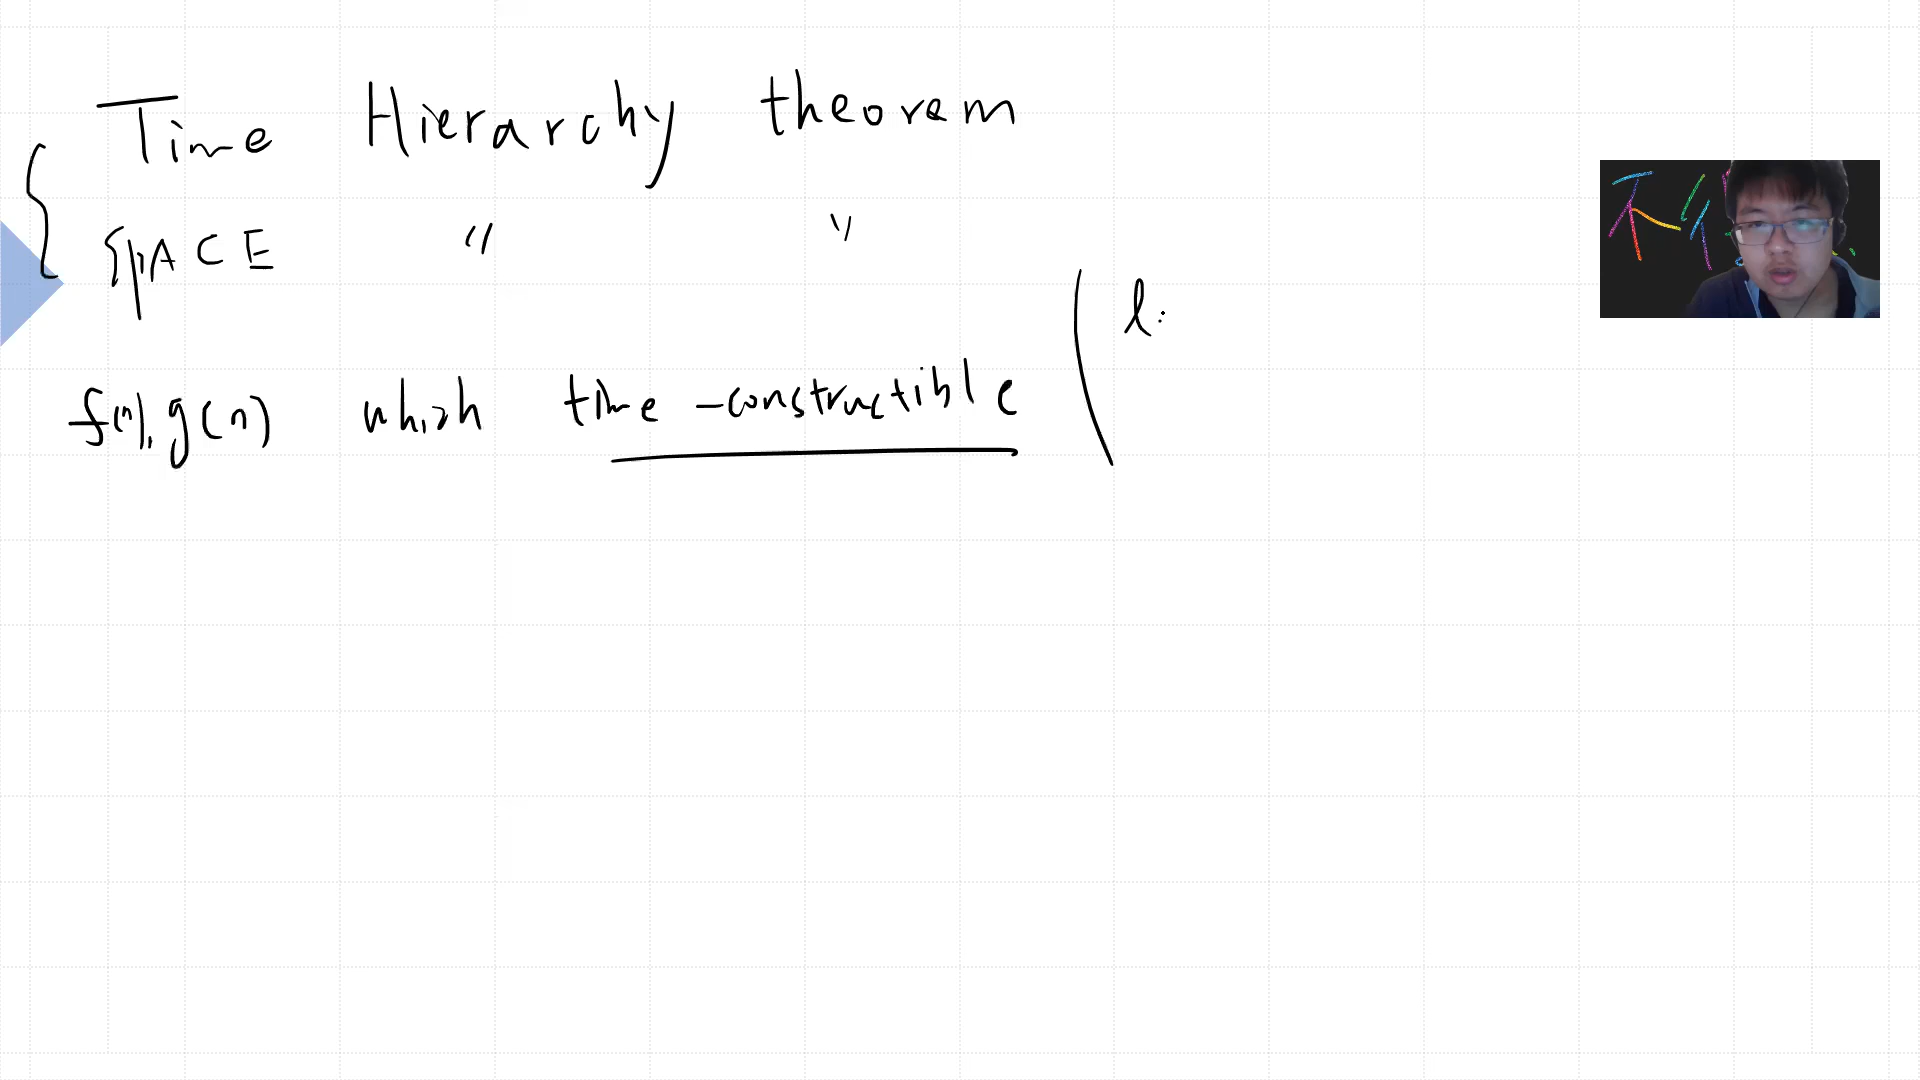 Time Hierarchy theorem
SPACE " "
( l:
f(n), g(n) which time-constructible